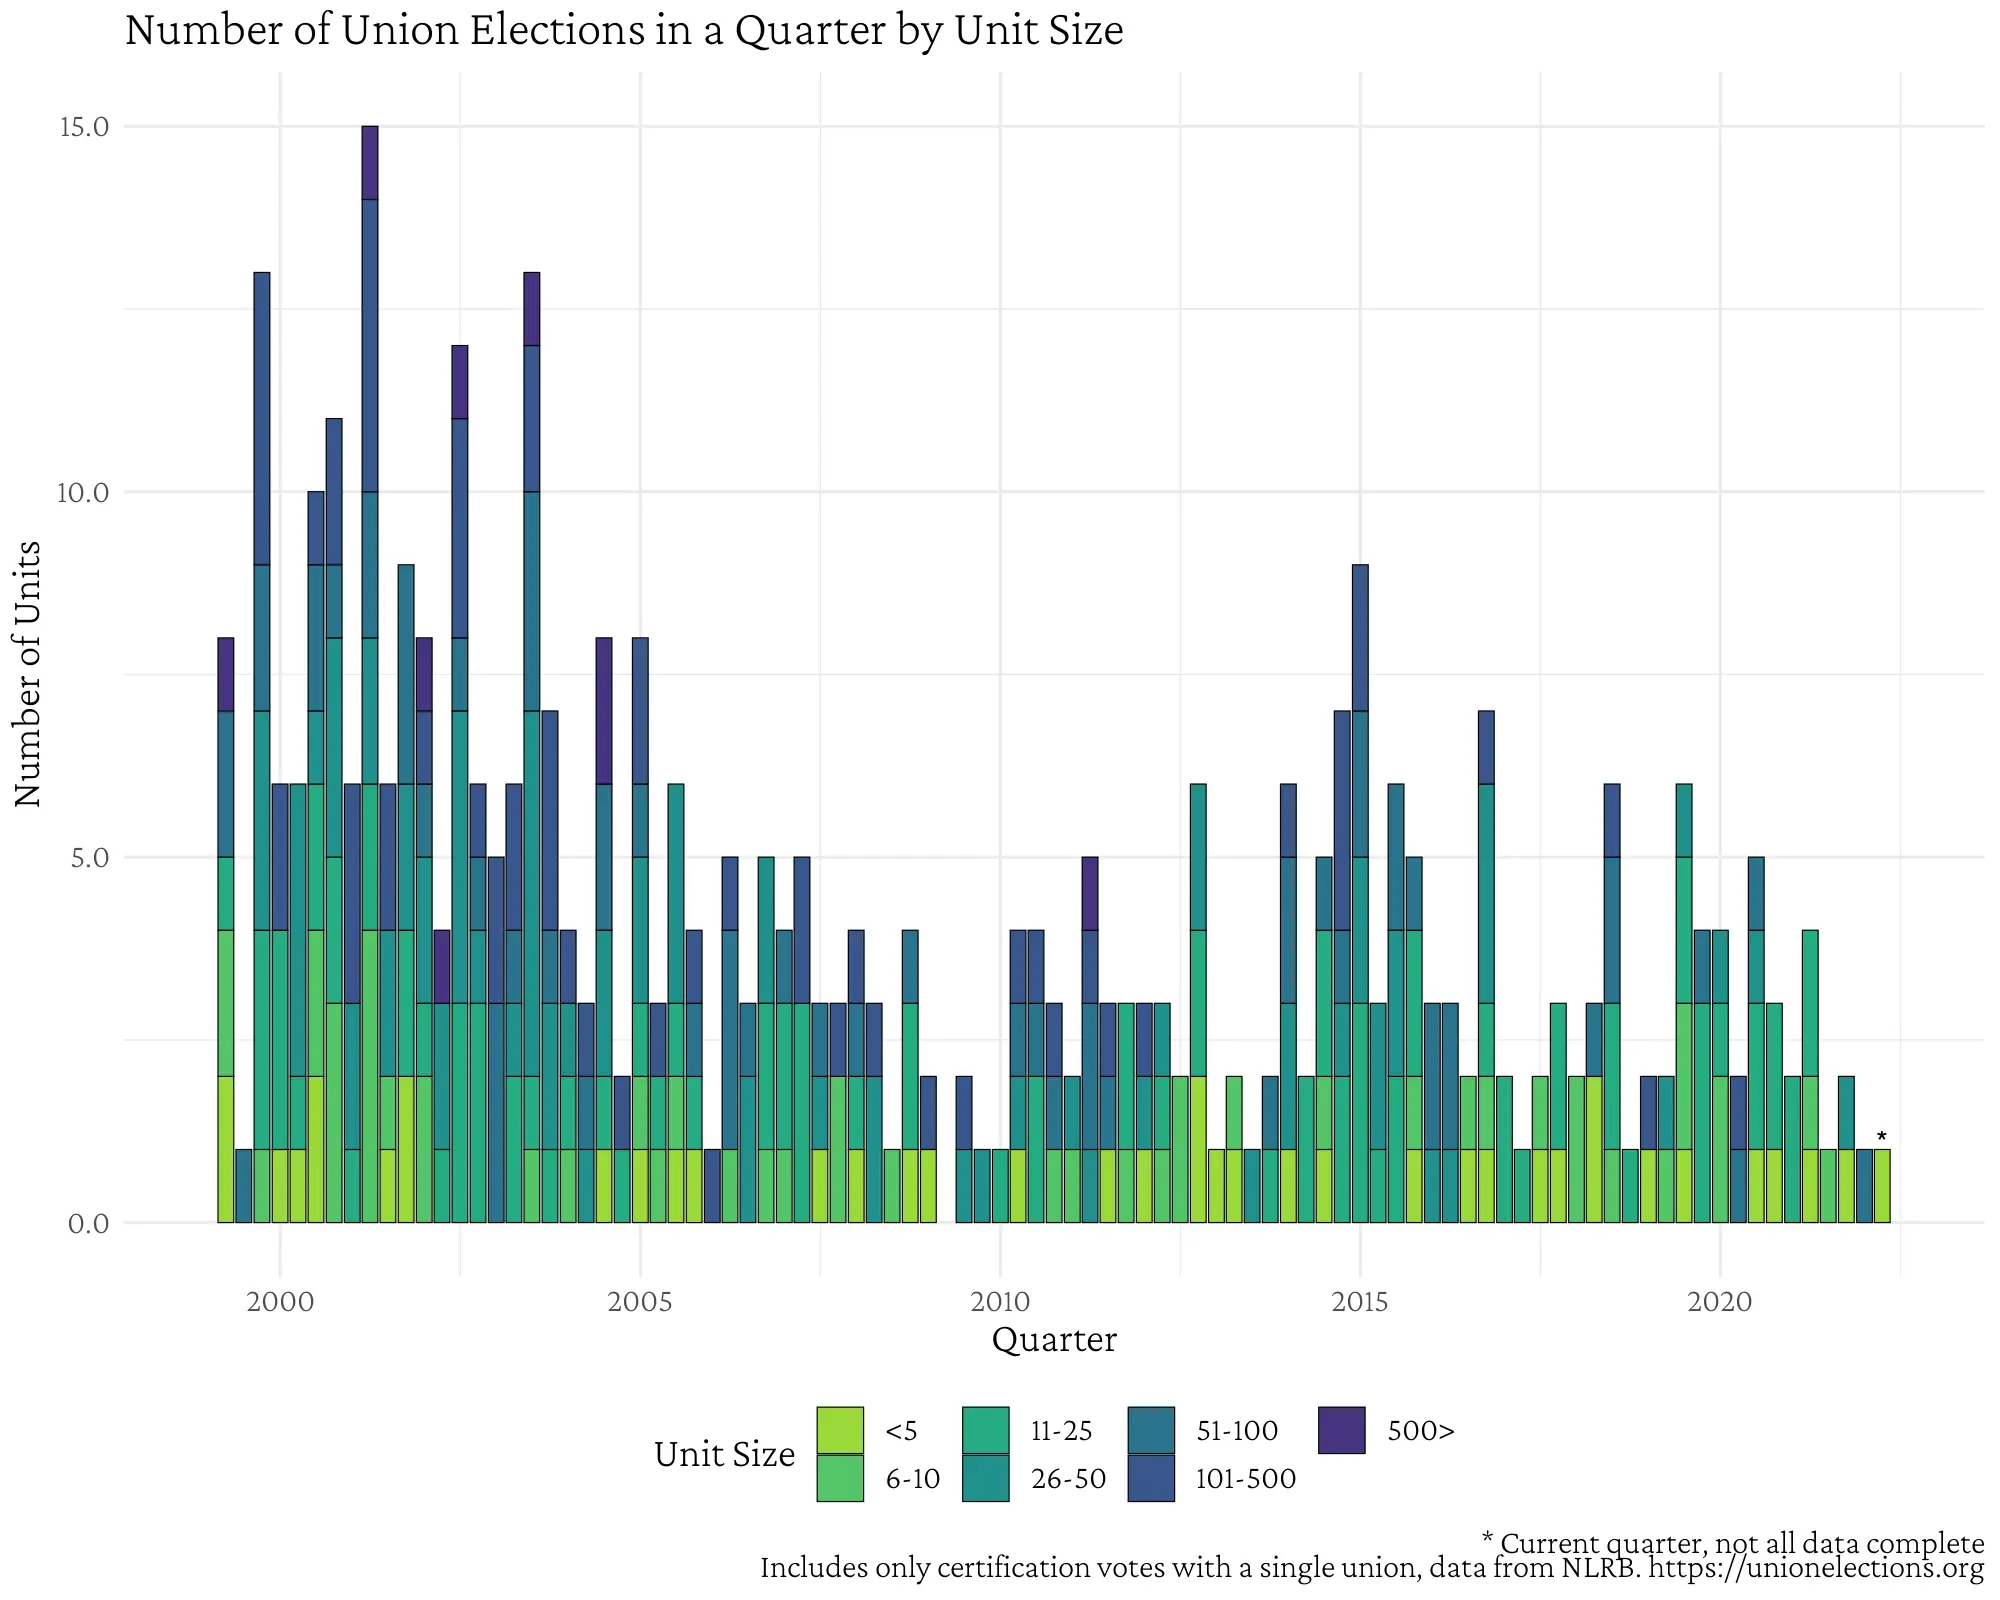 Number of Union Elections in a Quarter by Unit Size
Number of Units
15.0
10.0
5.0
0.0
2000 2005 2010 2015 2020
*
Quarter
Unit Size
<5 11-25 51-100 500>
6-10 26-50 101-500
* Current quarter, not all data complete
Includes only certification votes with a single union, data from NLRB. https://unionelections.org